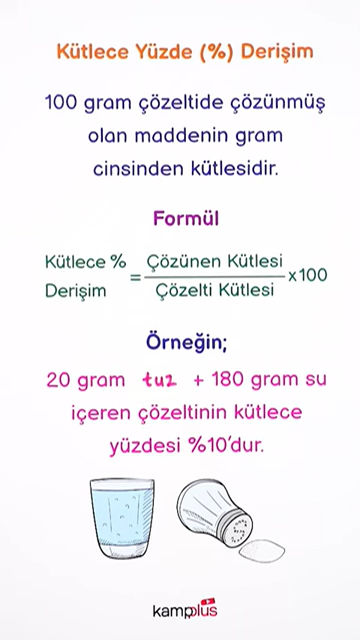 Kütlece Yüzde (%) Derişim
100 gram çözeltide çözünmüş
olan maddenin gram
cinsinden kütlesidir.
Formül
Kütlece % Derişim = Çözünen Kütlesi / Çözelti Kütlesi x100
Örneğin;
20 gram tuz + 180 gram su
içeren çözeltinin kütlece
yüzdesi %10'dur.
kampplus